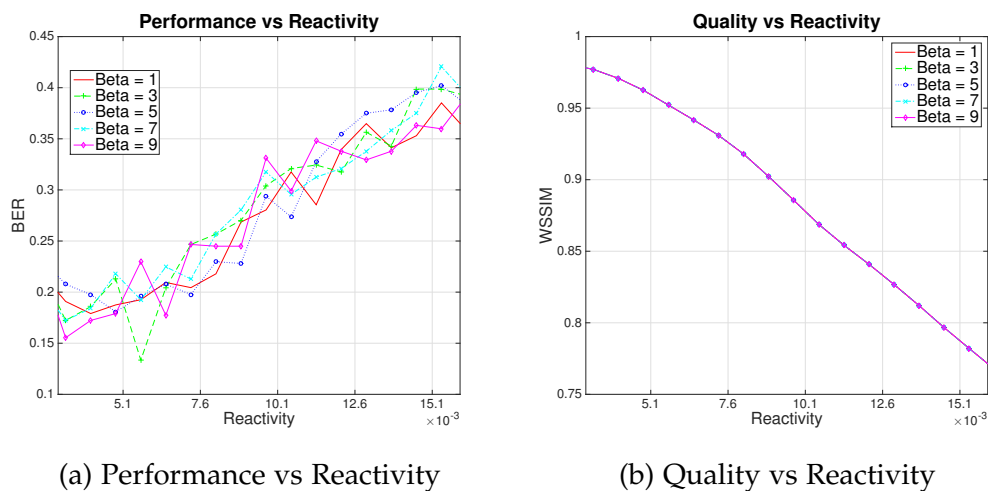 Performance vs Reactivity
0.45
0.4
0.35
0.3
0.25
0.2
0.15
0.1
BER
Beta = 1
Beta = 3
Beta = 5
Beta = 7
Beta = 9
5.1 7.6 10.1 12.6 15.1
Reactivity
×10⁻³
(a) Performance vs Reactivity
Quality vs Reactivity
1
0.95
0.9
0.85
0.8
0.75
WSSIM
Beta = 1
Beta = 3
Beta = 5
Beta = 7
Beta = 9
5.1 7.6 10.1 12.6 15.1
Reactivity
×10⁻³
(b) Quality vs Reactivity